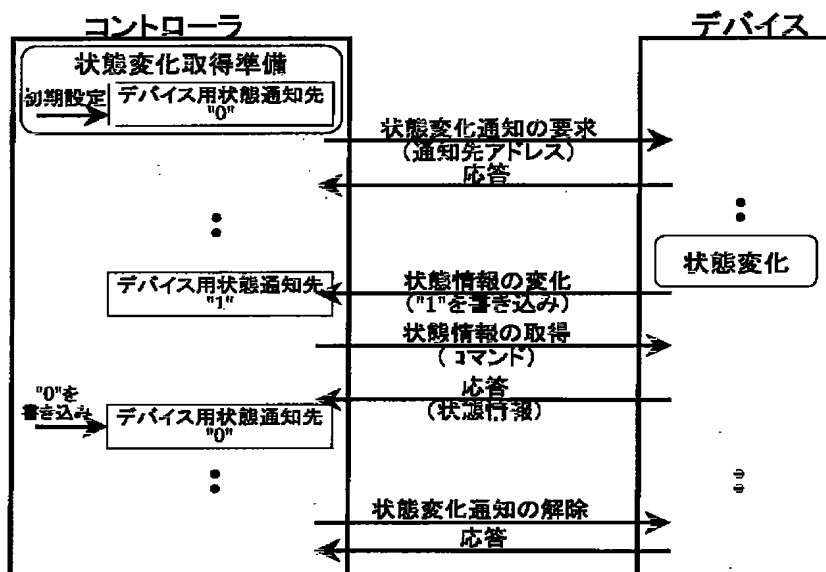 コントローラ
デバイス
状態変化取得準備
初期設定
デバイス用状態通知先
"0"
状態変化通知の要求
(通知先アドレス)
応答
状態変化
デバイス用状態通知先
"1"
状態情報の変化
("1"を書き込み)
状態情報の取得
(コマンド)
応答
(状態情報)
"0"を
書き込み
デバイス用状態通知先
"0"
状態変化通知の解除
応答